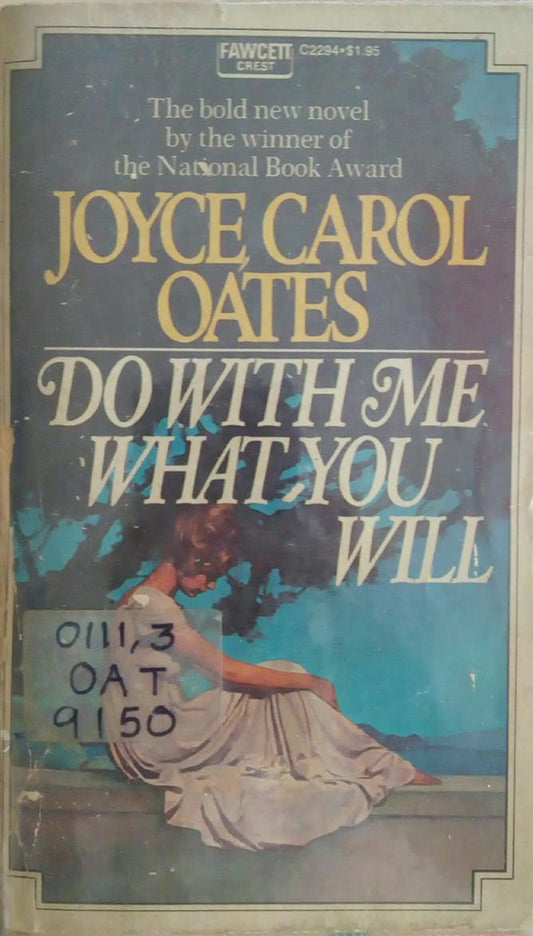 FAWCETT
CREST
C2294•$1.95
The bold new novel
by the winner of
the National Book Award
JOYCE CAROL
OATES
DO WITH ME
WHAT YOU
WILL
0111,3
OAT
9150